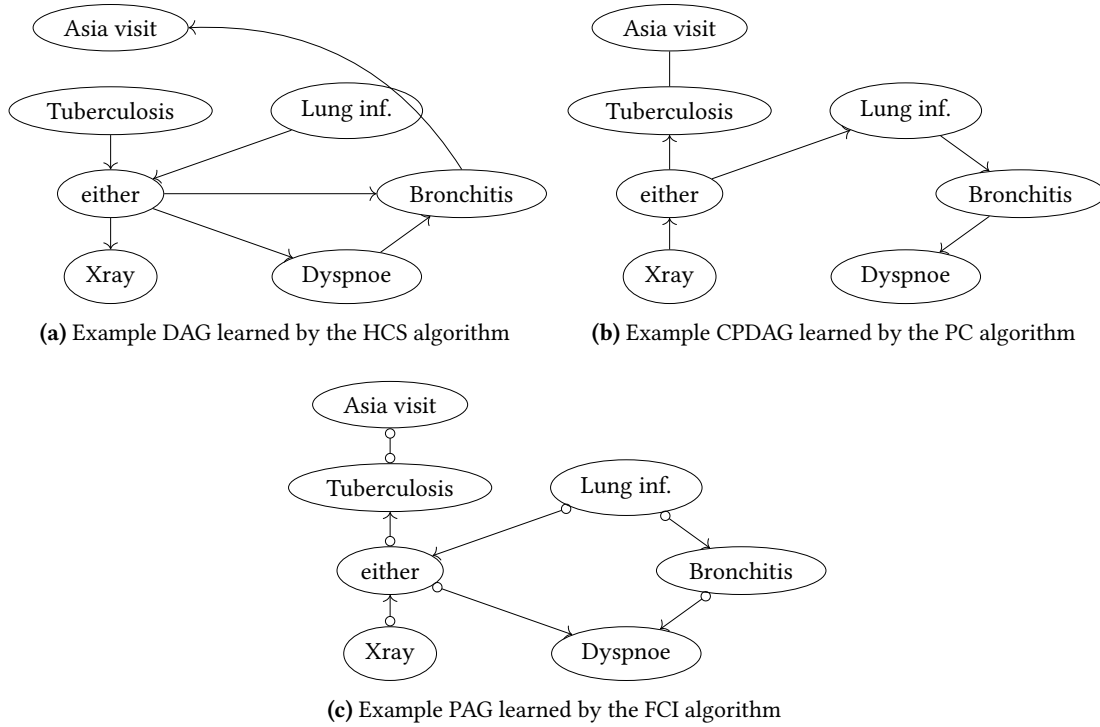 Asia visit
Tuberculosis
Lung inf.
either
Bronchitis
Xray
Dyspnoe
(a) Example DAG learned by the HCS algorithm
Asia visit
Tuberculosis
Lung inf.
either
Bronchitis
Xray
Dyspnoe
(b) Example CPDAG learned by the PC algorithm
Asia visit
Tuberculosis
Lung inf.
either
Bronchitis
Xray
Dyspnoe
(c) Example PAG learned by the FCI algorithm